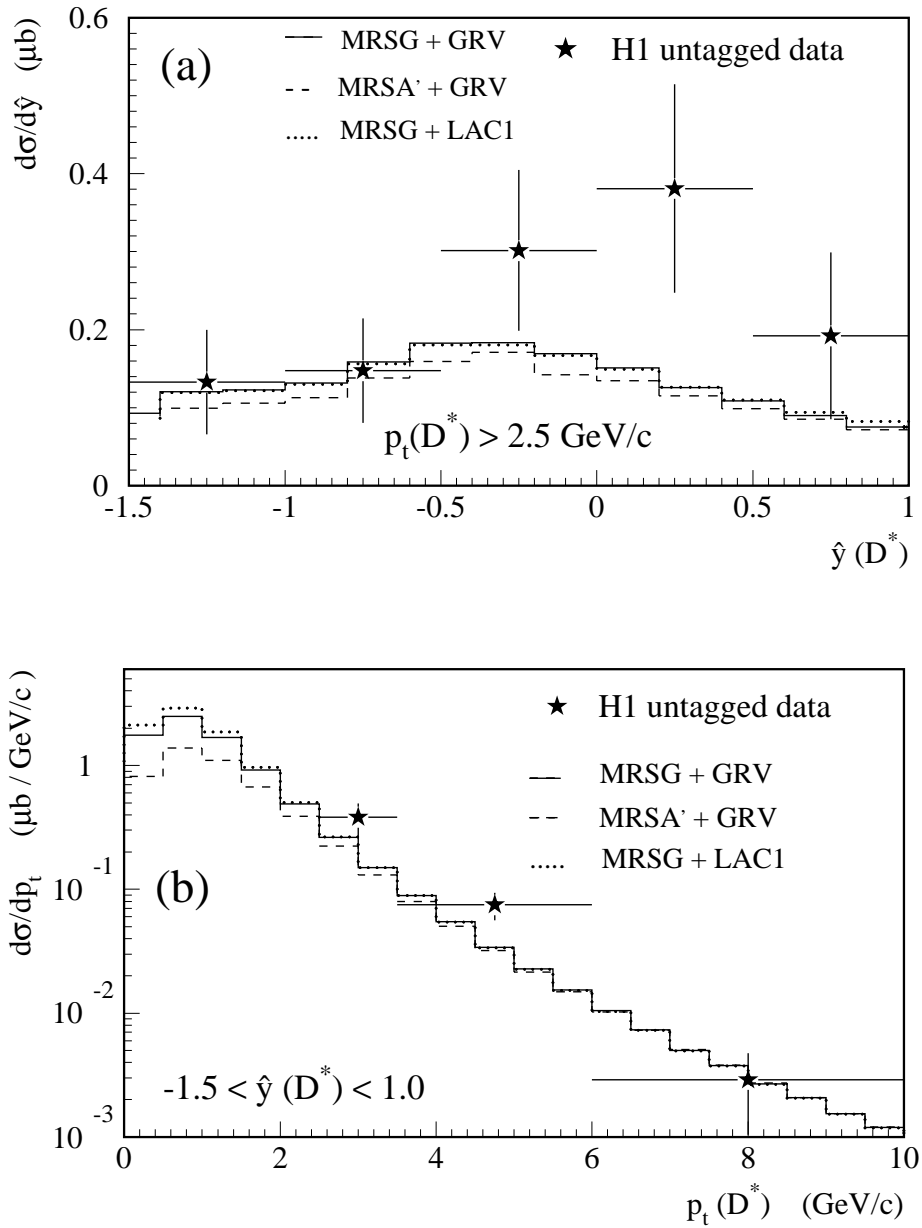 dσ/dŷ (μb)
0.6
0.4
0.2
0
(a)
MRSG + GRV
MRSA' + GRV
MRSG + LAC1
★ H1 untagged data
p_t(D^*) > 2.5 GeV/c
-1.5 -1 -0.5 0 0.5 1
ŷ (D^*)
dσ/dp_t (μb / GeV/c)
1
10^-1
10^-2
10^-3
★ H1 untagged data
MRSG + GRV
MRSA' + GRV
MRSG + LAC1
(b)
-1.5 < ŷ (D^*) < 1.0
0 2 4 6 8 10
p_t (D^*) (GeV/c)